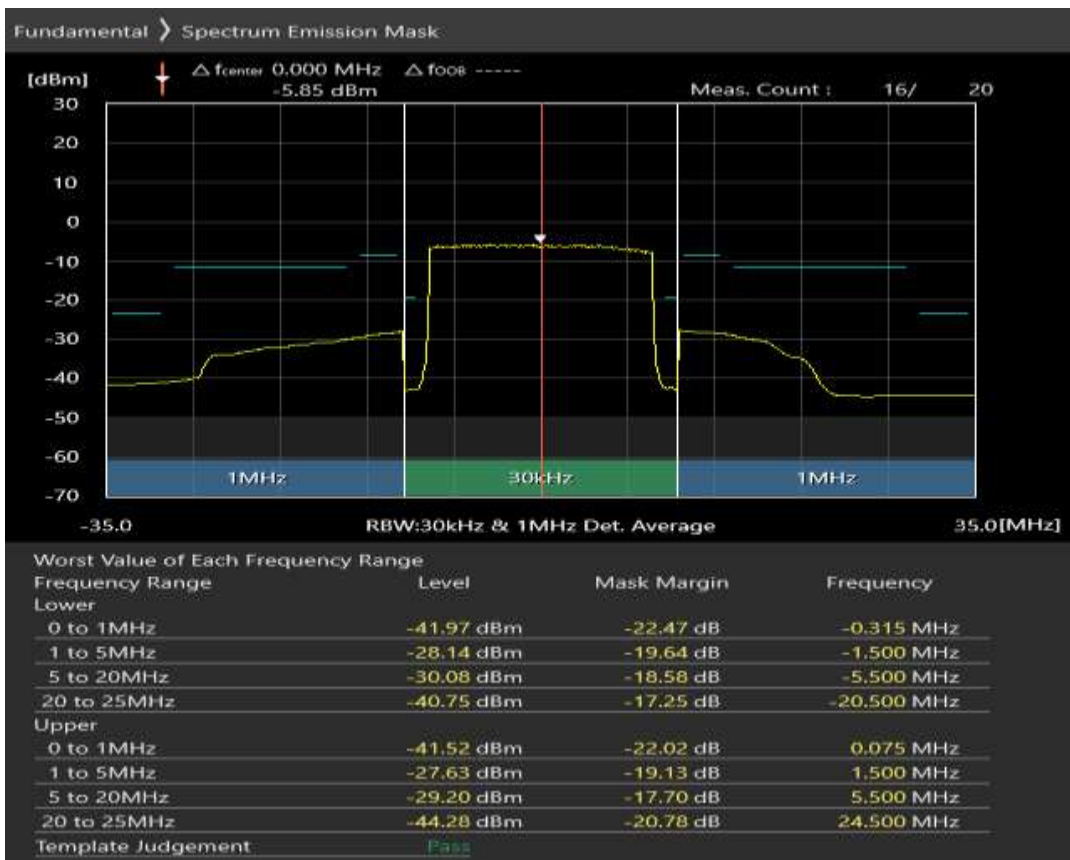 Fundamental ❯ Spectrum Emission Mask
[dBm] △ fcenter 0.000 MHz △ fOOB -----
-5.85 dBm Meas. Count : 16/ 20
30
20
10
0
-10
-20
-30
-40
-50
-60
1MHz 30kHz 1MHz
-70
-35.0 RBW:30kHz & 1MHz Det. Average 35.0[MHz]
Worst Value of Each Frequency Range
Frequency Range Level Mask Margin Frequency
Lower
0 to 1MHz -41.97 dBm -22.47 dB -0.315 MHz
1 to 5MHz -28.14 dBm -19.64 dB -1.500 MHz
5 to 20MHz -30.08 dBm -18.58 dB -5.500 MHz
20 to 25MHz -40.75 dBm -17.25 dB -20.500 MHz
Upper
0 to 1MHz -41.52 dBm -22.02 dB 0.075 MHz
1 to 5MHz -27.63 dBm -19.13 dB 1.500 MHz
5 to 20MHz -29.20 dBm -17.70 dB 5.500 MHz
20 to 25MHz -44.28 dBm -20.78 dB 24.500 MHz
Template Judgement Pass